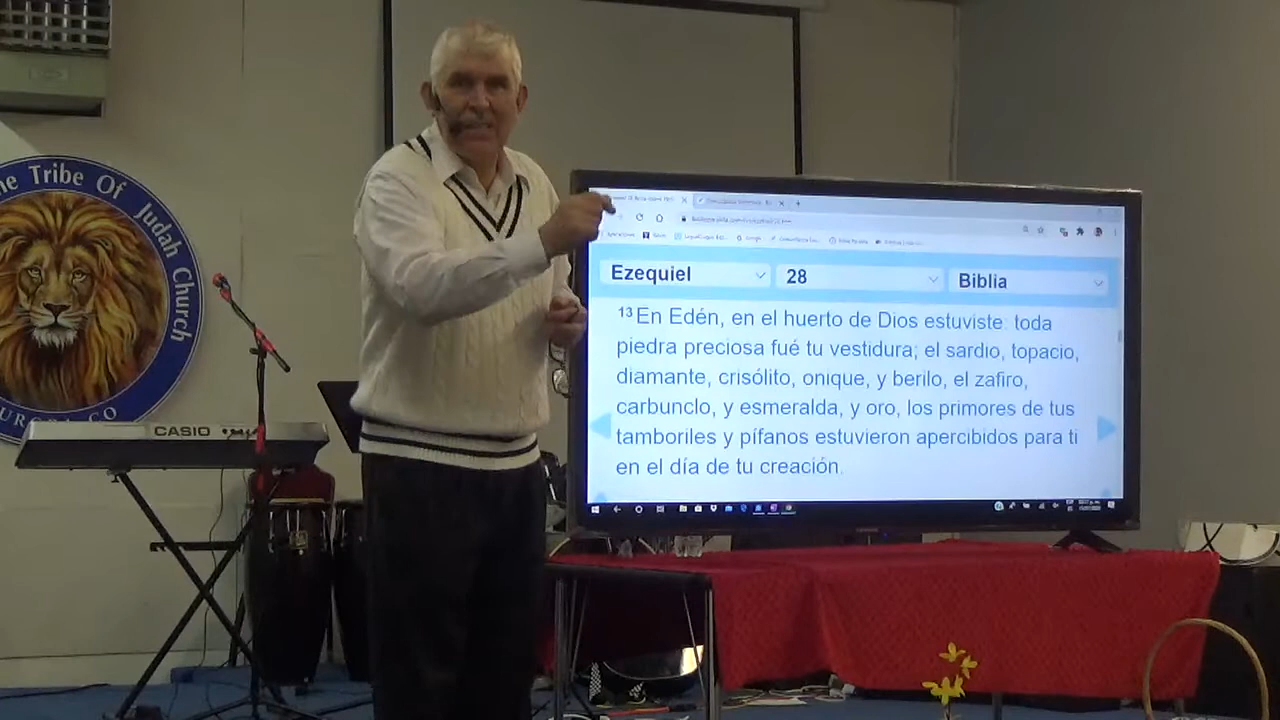 The Tribe Of Judah Church
CO
CASIO
Ezequiel
28
Biblia
¹³En Edén, en el huerto de Dios estuviste: toda
piedra preciosa fué tu vestidura; el sardio, topacio,
diamante, crisólito, onique, y berilo, el zafiro,
carbunclo, y esmeralda, y oro, los primores de tus
tamboriles y pífanos estuvieron apercibidos para ti
en el día de tu creación.